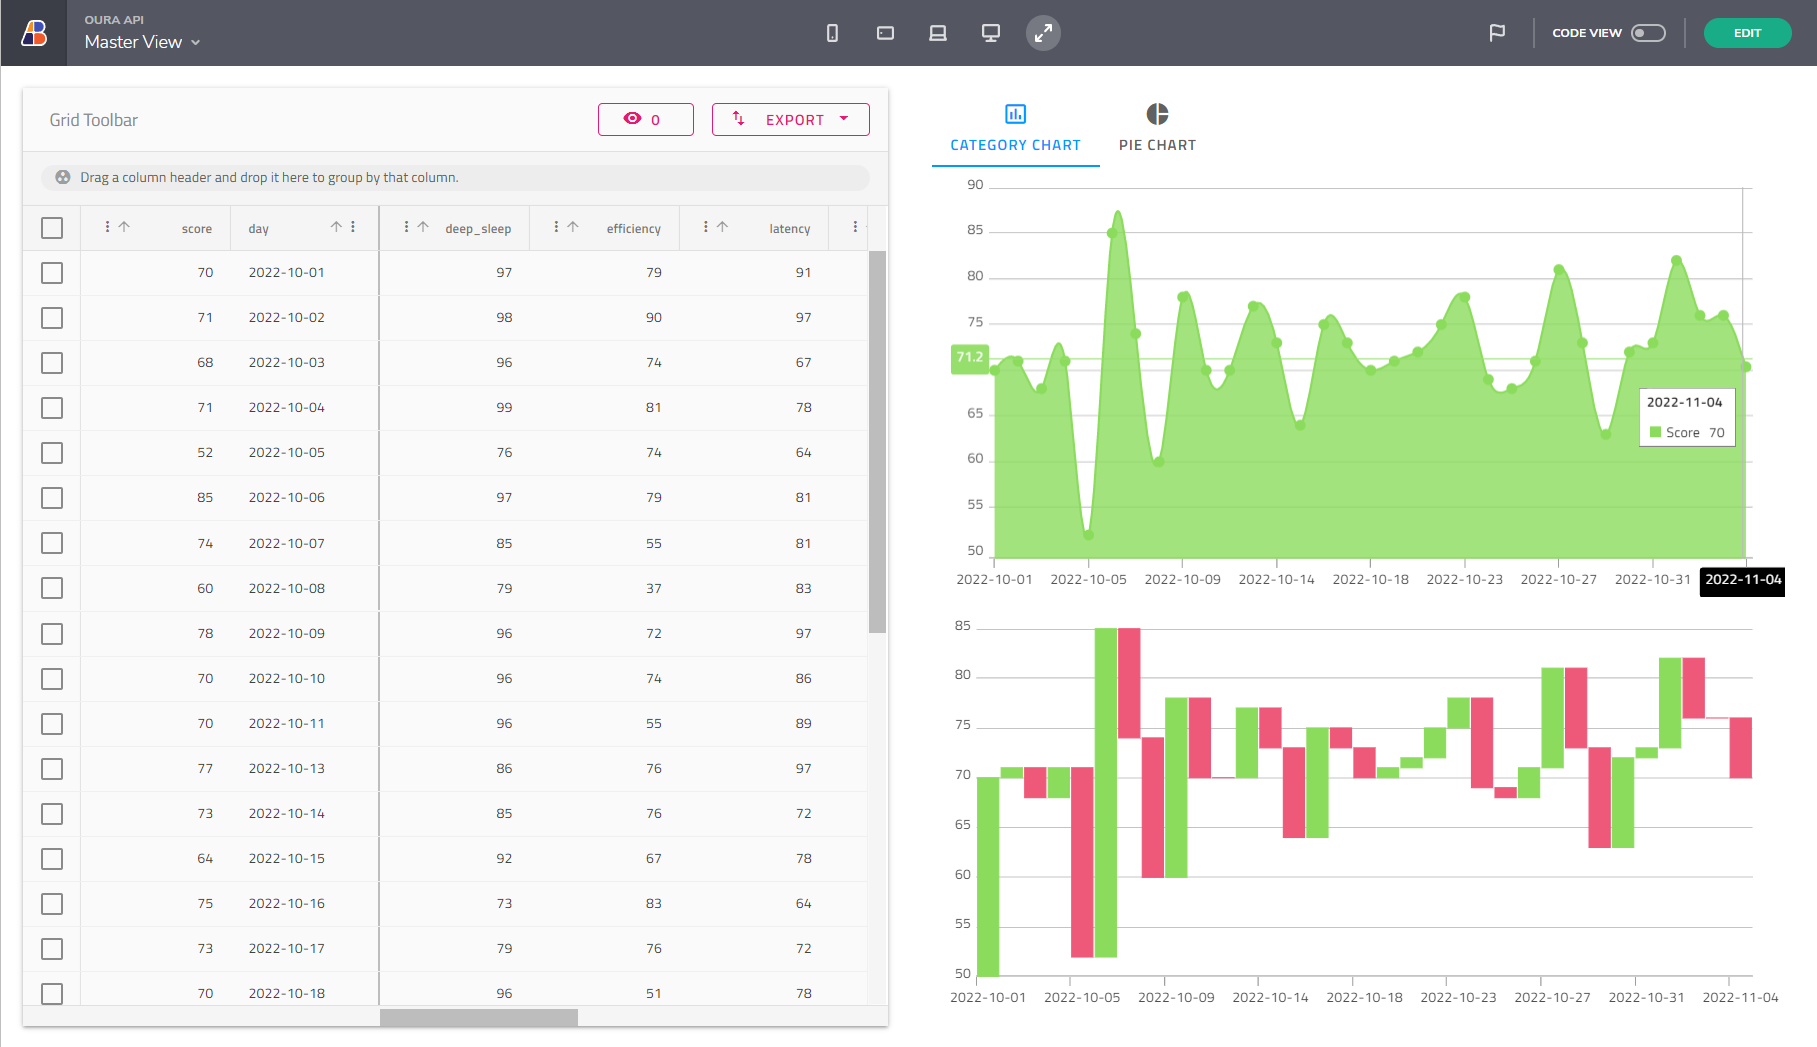 OURA API
Master View
CODE VIEW
EDIT
Grid Toolbar
0
EXPORT
Drag a column header and drop it here to group by that column.
score day deep_sleep efficiency latency
70 2022-10-01 97 79 91
71 2022-10-02 98 90 97
68 2022-10-03 96 74 67
71 2022-10-04 99 81 78
52 2022-10-05 76 74 64
85 2022-10-06 97 79 81
74 2022-10-07 85 55 81
60 2022-10-08 79 37 83
78 2022-10-09 96 72 97
70 2022-10-10 96 74 86
70 2022-10-11 96 55 89
77 2022-10-13 86 76 97
73 2022-10-14 85 76 72
64 2022-10-15 92 67 78
75 2022-10-16 73 83 64
73 2022-10-17 79 76 72
70 2022-10-18 96 51 78
CATEGORY CHART
PIE CHART
90
85
80
75
71.2
65
60
55
50
2022-11-04
Score 70
2022-10-01 2022-10-05 2022-10-09 2022-10-14 2022-10-18 2022-10-23 2022-10-27 2022-10-31 2022-11-04
85
80
75
70
65
60
55
50
2022-10-01 2022-10-05 2022-10-09 2022-10-14 2022-10-18 2022-10-23 2022-10-27 2022-10-31 2022-11-04